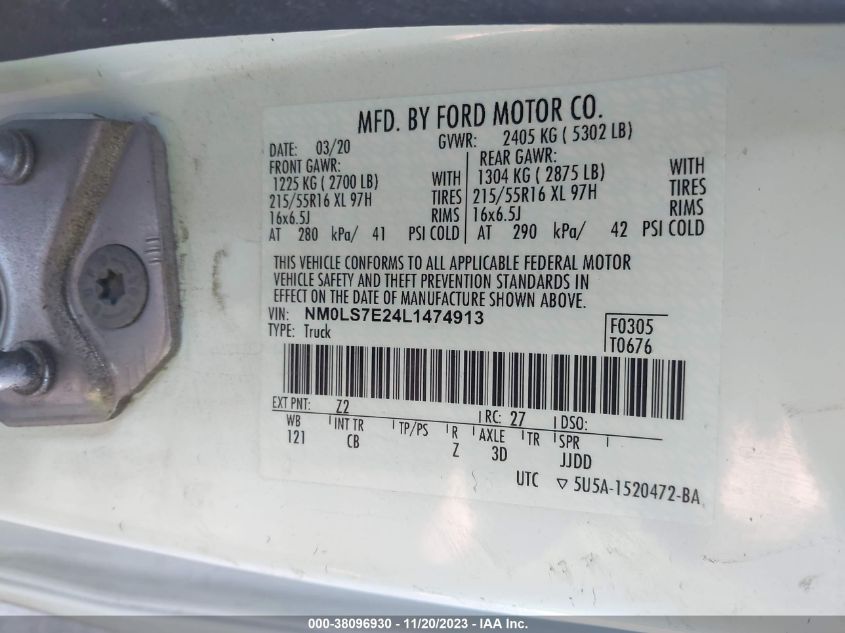 MFD. BY FORD MOTOR CO.
DATE: 03/20 GVWR: 2405 KG ( 5302 LB)
FRONT GAWR: REAR GAWR:
1225 KG ( 2700 LB) WITH 1304 KG ( 2875 LB) WITH
215/55R16 XL 97H TIRES 215/55R16 XL 97H TIRES
16x6.5J RIMS 16x6.5J RIMS
AT 280 kPa/ 41 PSI COLD AT 290 kPa/ 42 PSI COLD
THIS VEHICLE CONFORMS TO ALL APPLICABLE FEDERAL MOTOR
VEHICLE SAFETY AND THEFT PREVENTION STANDARDS IN
EFFECT ON THE DATE OF MANUFACTURE SHOWN ABOVE.
VIN: NM0LS7E24L1474913
TYPE: Truck
F0305
T0676
EXT PNT: Z2 RC: 27 DSO:
WB INT TR TP/PS R AXLE TR SPR
121 CB Z 3D JJDD
UTC ▽ 5U5A-1520472-BA
000-38096930 - 11/20/2023 - IAA Inc.